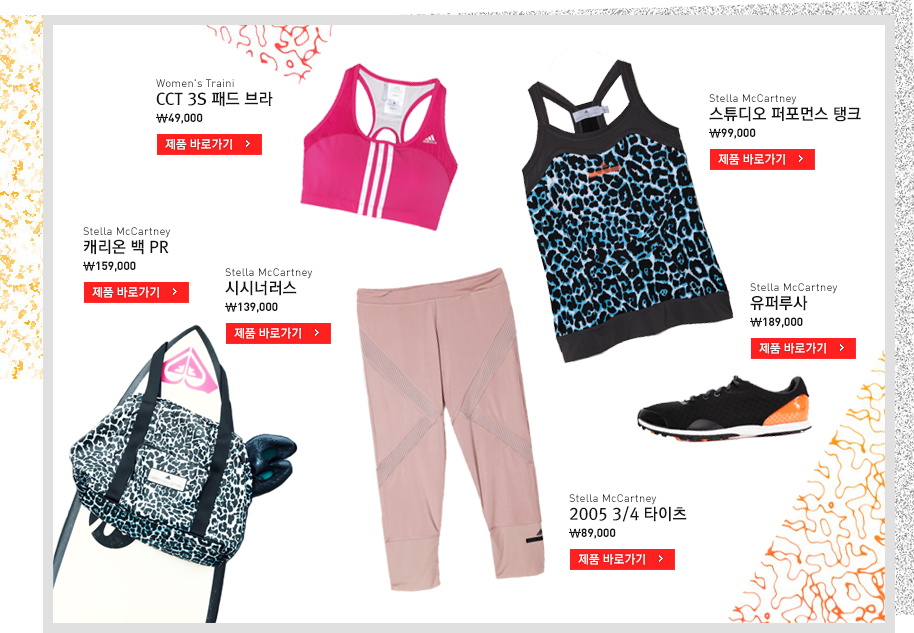 Women's Traini
CCT 3S 패드 브라
₩49,000
제품 바로가기 >
Stella McCartney
스튜디오 퍼포먼스 탱크
₩99,000
제품 바로가기 >
Stella McCartney
캐리온 백 PR
₩159,000
제품 바로가기 >
Stella McCartney
시시너러스
₩139,000
제품 바로가기 >
Stella McCartney
유퍼루사
₩189,000
제품 바로가기 >
Stella McCartney
2005 3/4 타이츠
₩89,000
제품 바로가기 >